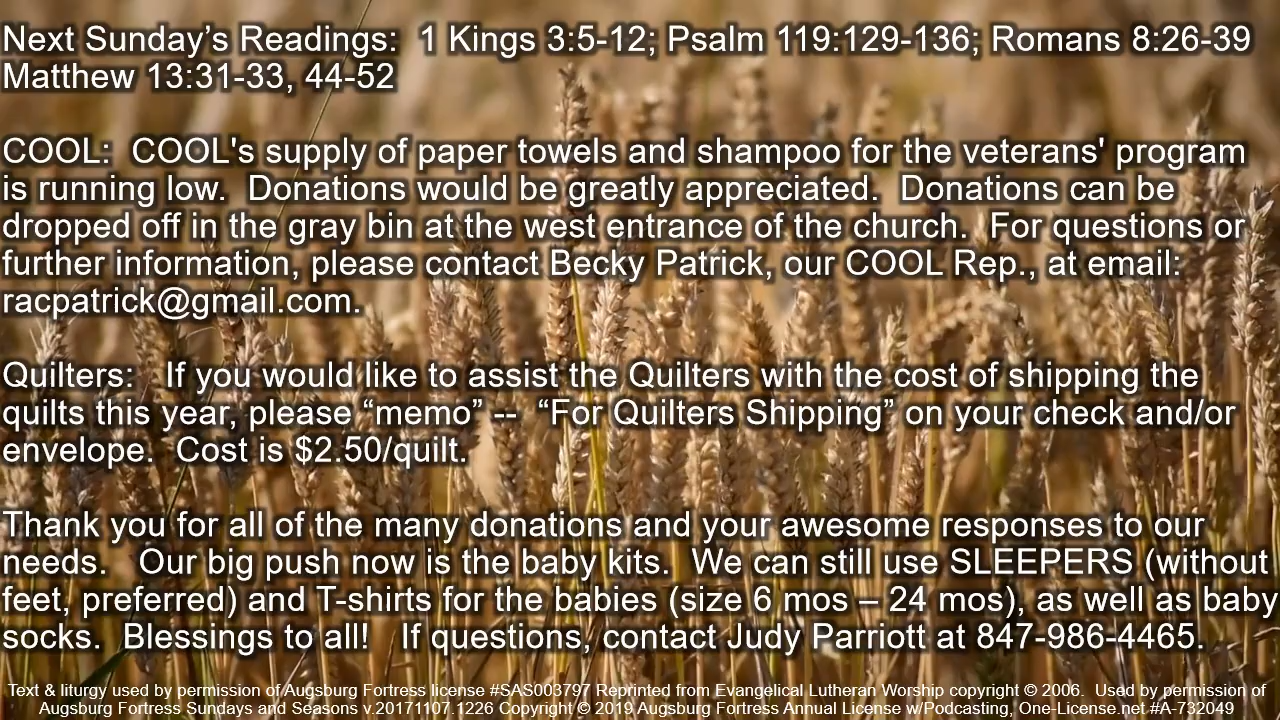 Next Sunday’s Readings:  1 Kings 3:5-12; Psalm 119:129-136; Romans 8:26-39
Matthew 13:31-33, 44-52
COOL:  COOL's supply of paper towels and shampoo for the veterans' program
is running low.  Donations would be greatly appreciated.  Donations can be
dropped off in the gray bin at the west entrance of the church.  For questions or
further information, please contact Becky Patrick, our COOL Rep., at email:
racpatrick@gmail.com.
Quilters:   If you would like to assist the Quilters with the cost of shipping the
quilts this year, please “memo” --  “For Quilters Shipping” on your check and/or
envelope.  Cost is $2.50/quilt.
Thank you for all of the many donations and your awesome responses to our
needs.   Our big push now is the baby kits.  We can still use SLEEPERS (without
feet, preferred) and T-shirts for the babies (size 6 mos – 24 mos), as well as baby
socks.  Blessings to all!   If questions, contact Judy Parriott at 847-986-4465.
Text & liturgy used by permission of Augsburg Fortress license #SAS003797 Reprinted from Evangelical Lutheran Worship copyright © 2006.  Used by permission of
Augsburg Fortress Sundays and Seasons v.20171107.1226 Copyright © 2019 Augsburg Fortress Annual License w/Podcasting, One-License.net #A-732049